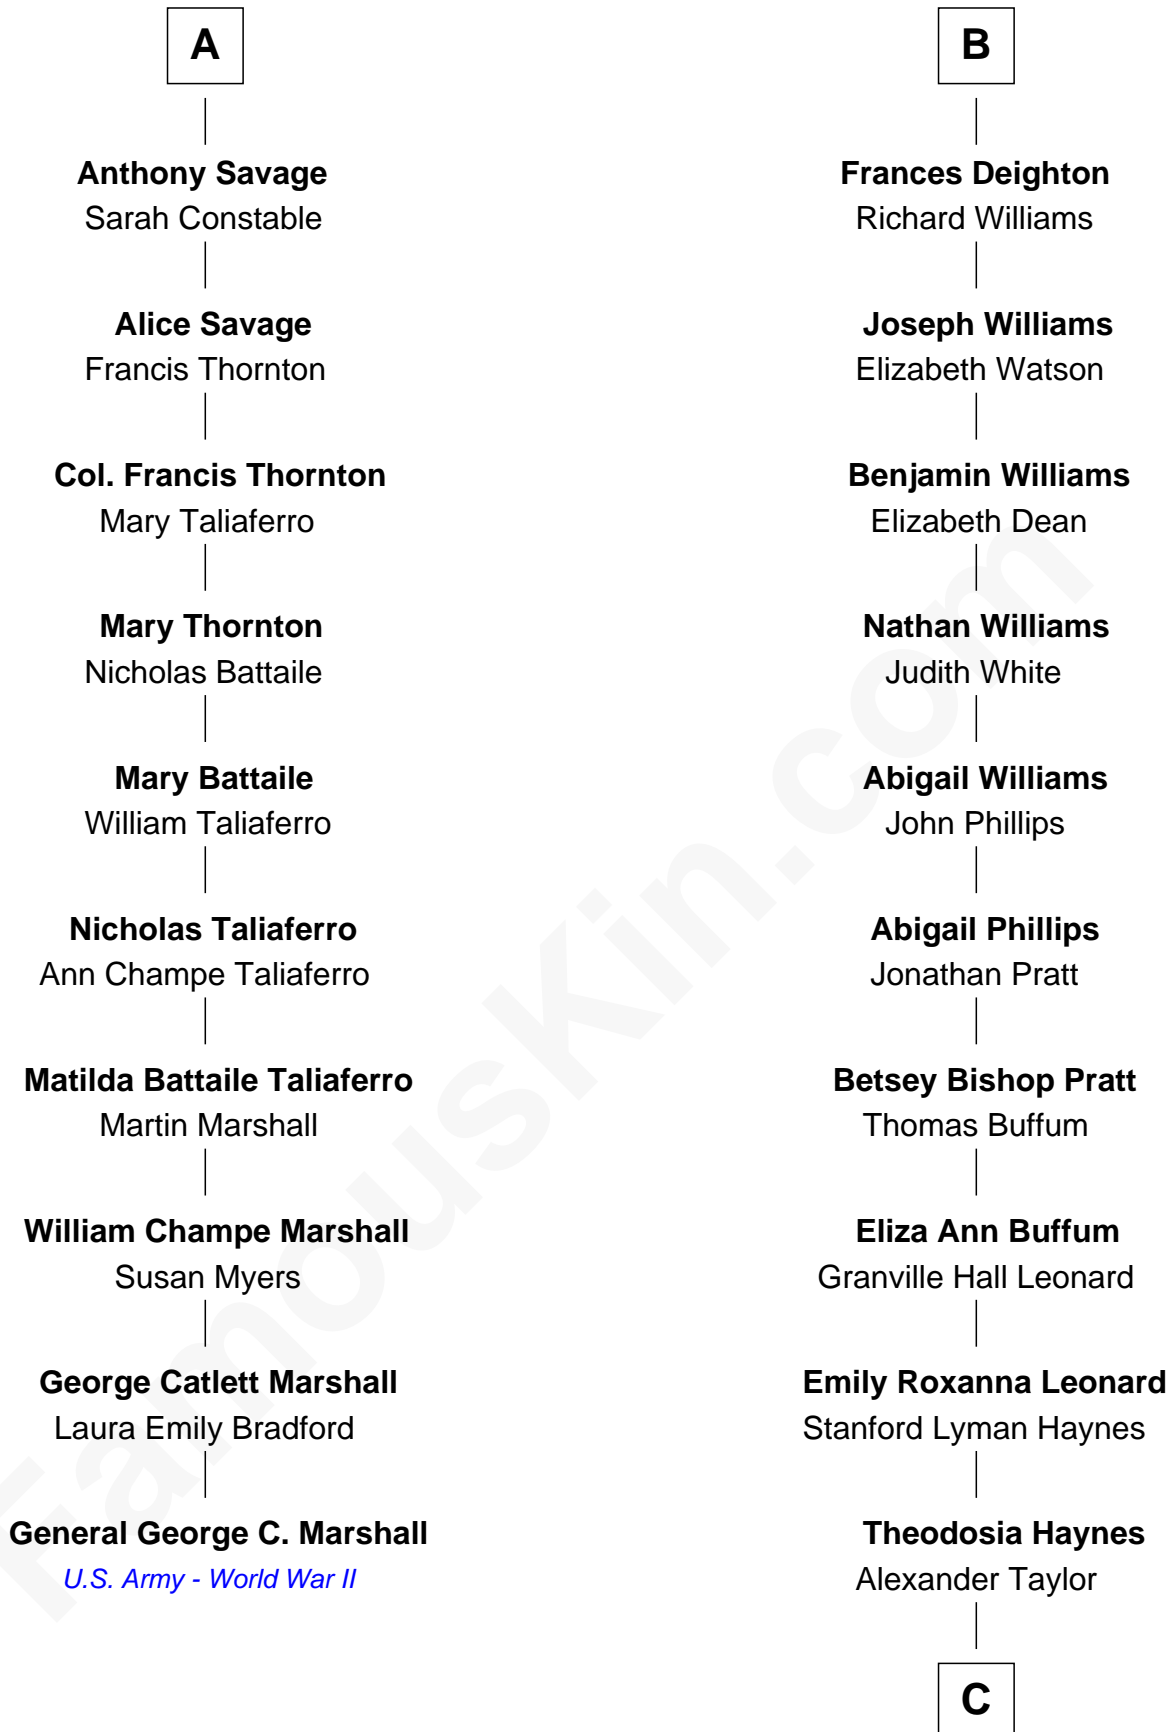 A
Anthony Savage
Sarah Constable
Alice Savage
Francis Thornton
Col. Francis Thornton
Mary Taliaferro
Mary Thornton
Nicholas Battaile
Mary Battaile
William Taliaferro
Nicholas Taliaferro
Ann Champe Taliaferro
Matilda Battaile Taliaferro
Martin Marshall
William Champe Marshall
Susan Myers
George Catlett Marshall
Laura Emily Bradford
General George C. Marshall
U.S. Army - World War II
B
Frances Deighton
Richard Williams
Joseph Williams
Elizabeth Watson
Benjamin Williams
Elizabeth Dean
Nathan Williams
Judith White
Abigail Williams
John Phillips
Abigail Phillips
Jonathan Pratt
Betsey Bishop Pratt
Thomas Buffum
Eliza Ann Buffum
Granville Hall Leonard
Emily Roxanna Leonard
Stanford Lyman Haynes
Theodosia Haynes
Alexander Taylor
C
FamousKin.com